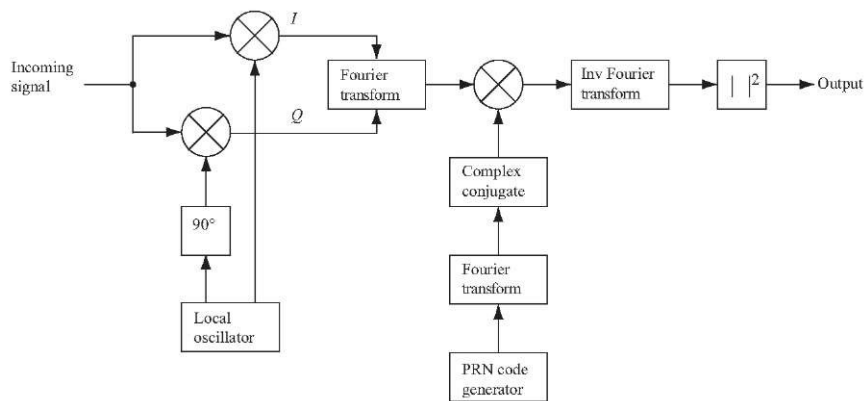 I
Incoming
signal
Fourier
transform
Inv Fourier
transform
| |²
Output
Q
Complex
conjugate
90°
Fourier
transform
Local
oscillator
PRN code
generator